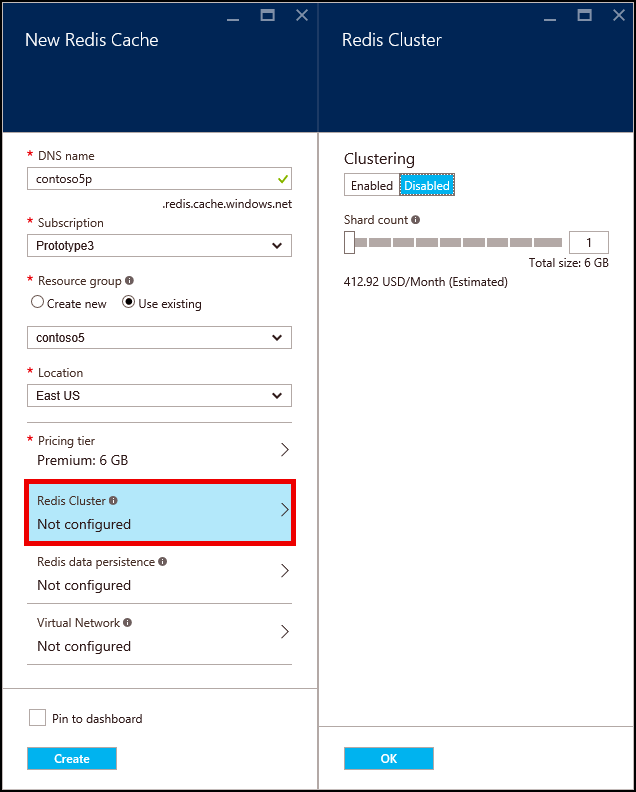 New Redis Cache
* DNS name
contoso5p
.redis.cache.windows.net
* Subscription
Prototype3
* Resource group
Create new
Use existing
contoso5
* Location
East US
* Pricing tier
Premium: 6 GB
Redis Cluster
Not configured
Redis data persistence
Not configured
Virtual Network
Not configured
Pin to dashboard
Create
Redis Cluster
Clustering
Enabled
Disabled
Shard count
1
Total size: 6 GB
412.92 USD/Month (Estimated)
OK